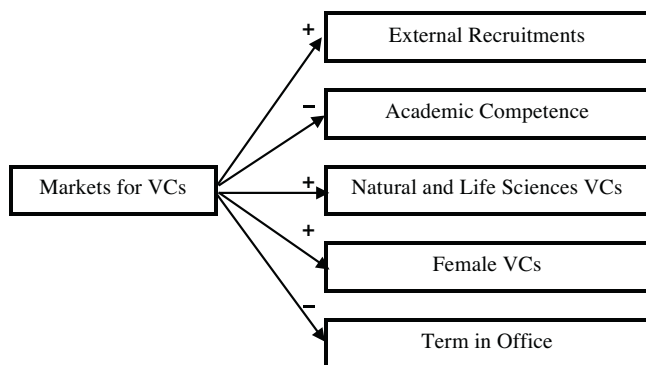 +
External Recruitments
−
Academic Competence
Markets for VCs
+
Natural and Life Sciences VCs
+
Female VCs
−
Term in Office